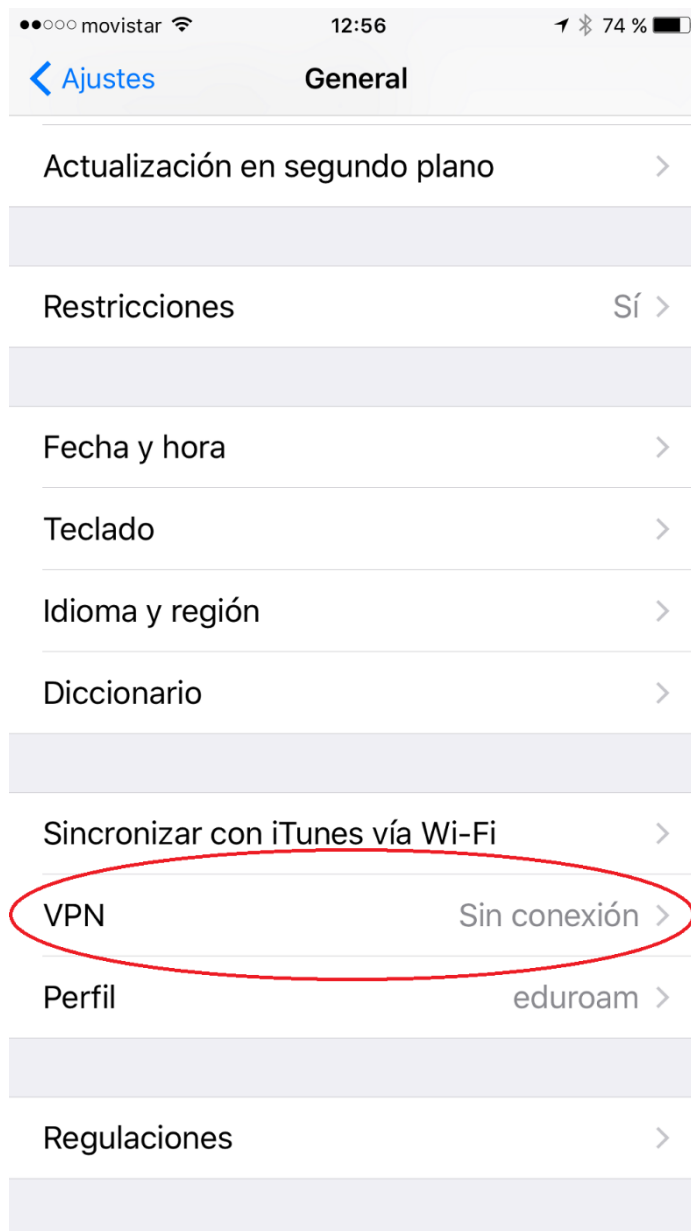 movistar 12:56 74 %
Ajustes General
Actualización en segundo plano
Restricciones Sí
Fecha y hora
Teclado
Idioma y región
Diccionario
Sincronizar con iTunes vía Wi-Fi
VPN Sin conexión
Perfil eduroam
Regulaciones